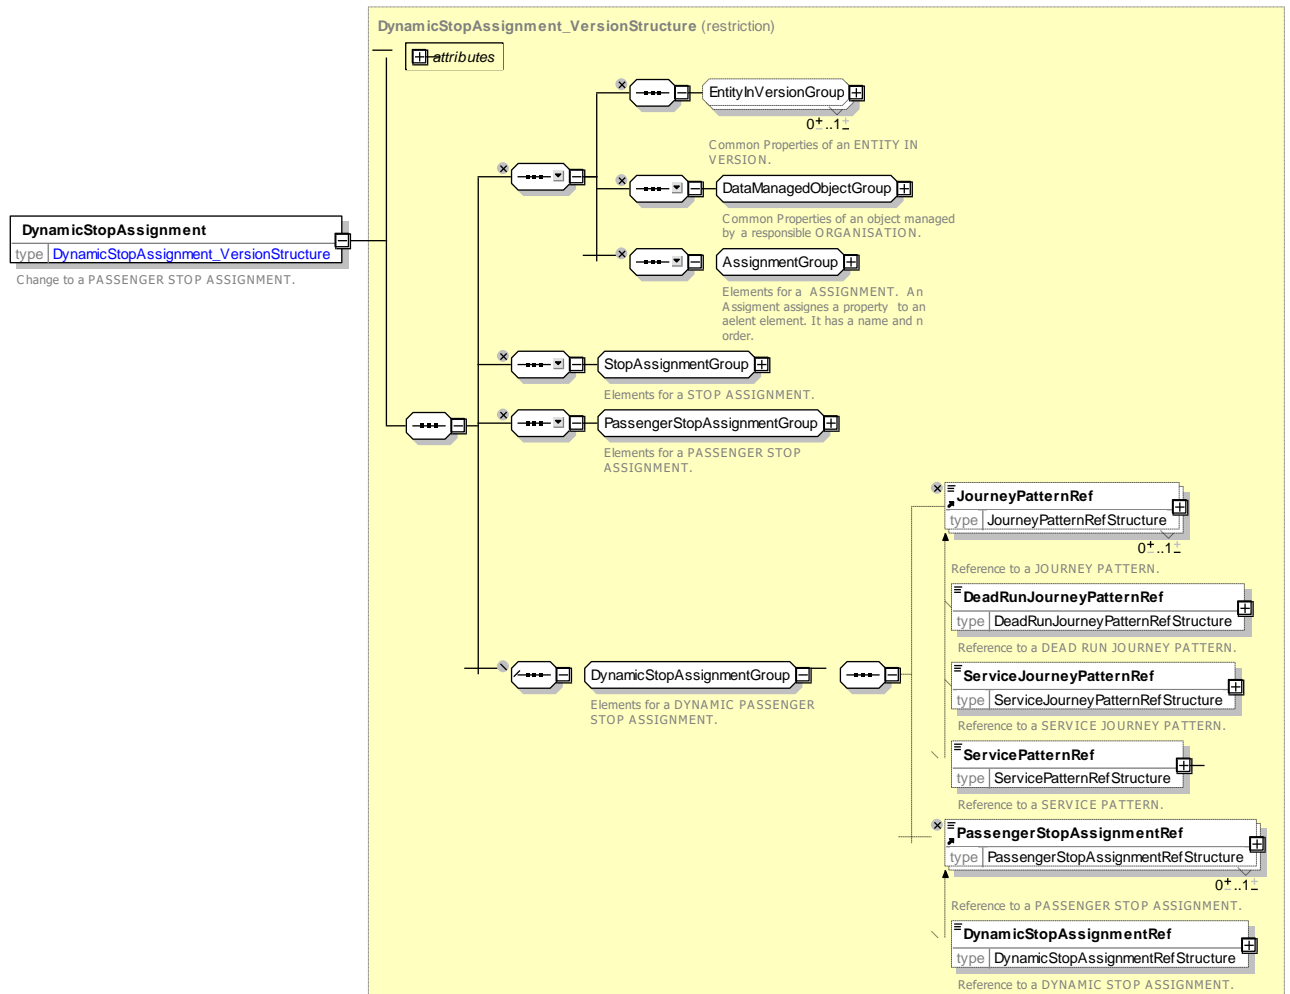 DynamicStopAssignment_VersionStructure (restriction)
attributes
EntityInVersionGroup
0±..1±
Common Properties of an ENTITY IN
VERSION.
DataManagedObjectGroup
Common Properties of an object managed
by a responsible ORGANISATION.
DynamicStopAssignment
type DynamicStopAssignment_VersionStructure
Change to a PASSENGER STOP ASSIGNMENT.
AssignmentGroup
Elements for a ASSIGNMENT. An
Assigment assignes a property to an
aelent element. It has a name and n
order.
StopAssignmentGroup
Elements for a STOP ASSIGNMENT.
PassengerStopAssignmentGroup
Elements for a PASSENGER STOP
ASSIGNMENT.
JourneyPatternRef
type JourneyPatternRefStructure
0±..1±
Reference to a JOURNEY PATTERN.
DeadRunJourneyPatternRef
type DeadRunJourneyPatternRefStructure
Reference to a DEAD RUN JOURNEY PATTERN.
DynamicStopAssignmentGroup
Elements for a DYNAMIC PASSENGER
STOP ASSIGNMENT.
ServiceJourneyPatternRef
type ServiceJourneyPatternRefStructure
Reference to a SERVICE JOURNEY PATTERN.
ServicePatternRef
type ServicePatternRefStructure
Reference to a SERVICE PATTERN.
PassengerStopAssignmentRef
type PassengerStopAssignmentRefStructure
0±..1±
Reference to a PASSENGER STOP ASSIGNMENT.
DynamicStopAssignmentRef
type DynamicStopAssignmentRefStructure
Reference to a DYNAMIC STOP ASSIGNMENT.